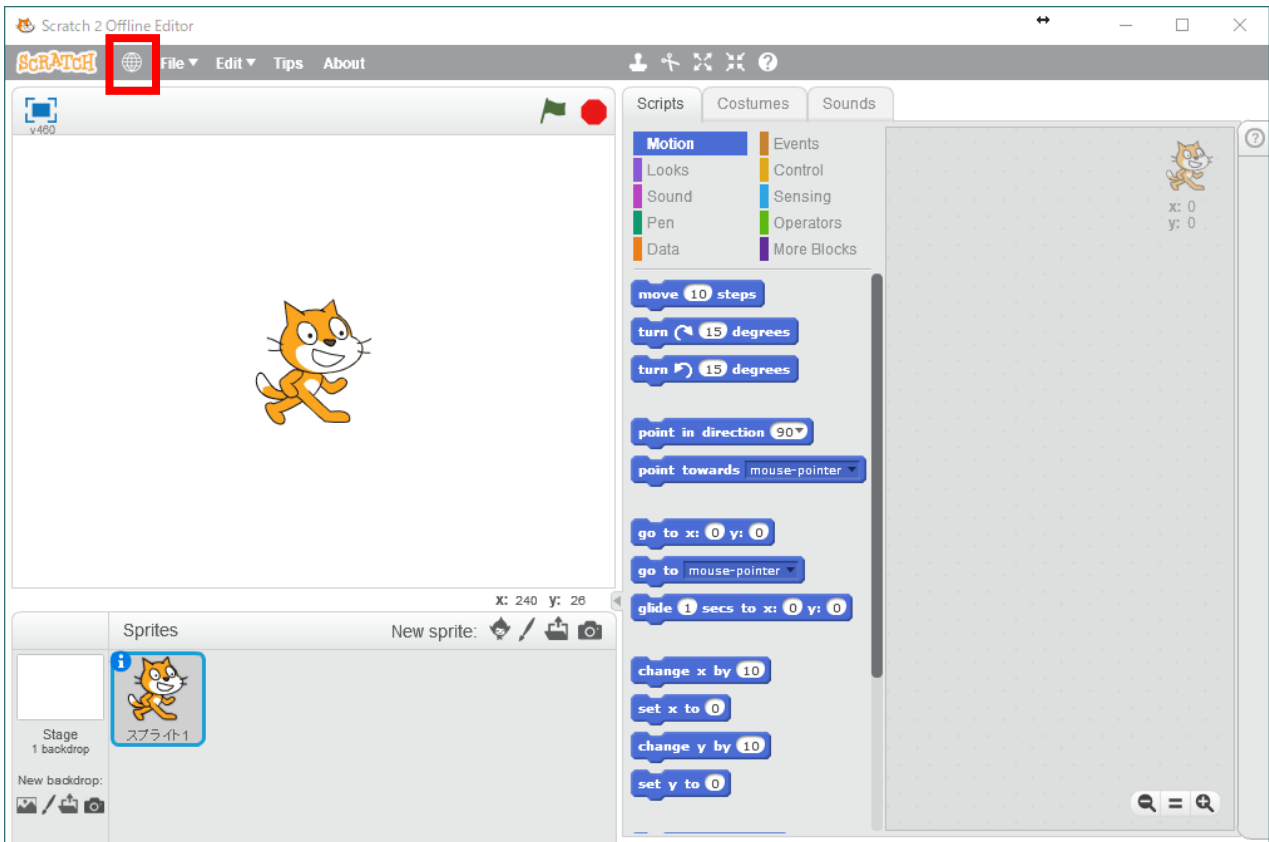 Scratch 2 Offline Editor
SCRATCH File Edit Tips About
v460
Scripts Costumes Sounds
Motion Events
Looks Control
Sound Sensing
Pen Operators
Data More Blocks
x: 0
y: 0
move 10 steps
turn 15 degrees
turn 15 degrees
point in direction 90
point towards mouse-pointer
go to x: 0 y: 0
go to mouse-pointer
glide 1 secs to x: 0 y: 0
change x by 10
set x to 0
change y by 10
set y to 0
X: 240 y: 26
Sprites New sprite:
スプライト1
Stage
1 backdrop
New backdrop: